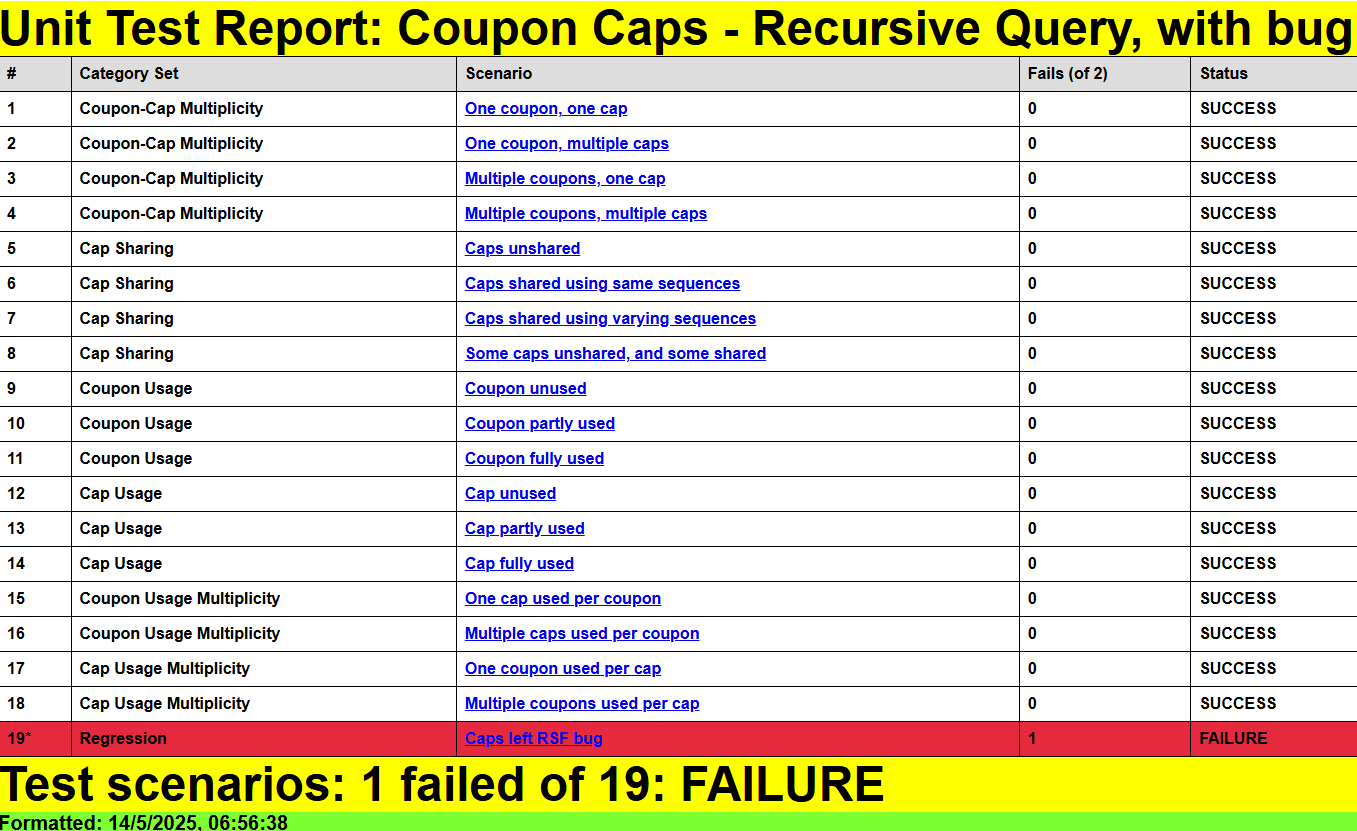 Unit Test Report: Coupon Caps - Recursive Query, with bug
# Category Set Scenario Fails (of 2) Status
1 Coupon-Cap Multiplicity One coupon, one cap 0 SUCCESS
2 Coupon-Cap Multiplicity One coupon, multiple caps 0 SUCCESS
3 Coupon-Cap Multiplicity Multiple coupons, one cap 0 SUCCESS
4 Coupon-Cap Multiplicity Multiple coupons, multiple caps 0 SUCCESS
5 Cap Sharing Caps unshared 0 SUCCESS
6 Cap Sharing Caps shared using same sequences 0 SUCCESS
7 Cap Sharing Caps shared using varying sequences 0 SUCCESS
8 Cap Sharing Some caps unshared, and some shared 0 SUCCESS
9 Coupon Usage Coupon unused 0 SUCCESS
10 Coupon Usage Coupon partly used 0 SUCCESS
11 Coupon Usage Coupon fully used 0 SUCCESS
12 Cap Usage Cap unused 0 SUCCESS
13 Cap Usage Cap partly used 0 SUCCESS
14 Cap Usage Cap fully used 0 SUCCESS
15 Coupon Usage Multiplicity One cap used per coupon 0 SUCCESS
16 Coupon Usage Multiplicity Multiple caps used per coupon 0 SUCCESS
17 Cap Usage Multiplicity One coupon used per cap 0 SUCCESS
18 Cap Usage Multiplicity Multiple coupons used per cap 0 SUCCESS
19* Regression Caps left RSF bug 1 FAILURE
Test scenarios: 1 failed of 19: FAILURE
Formatted: 14/5/2025, 06:56:38